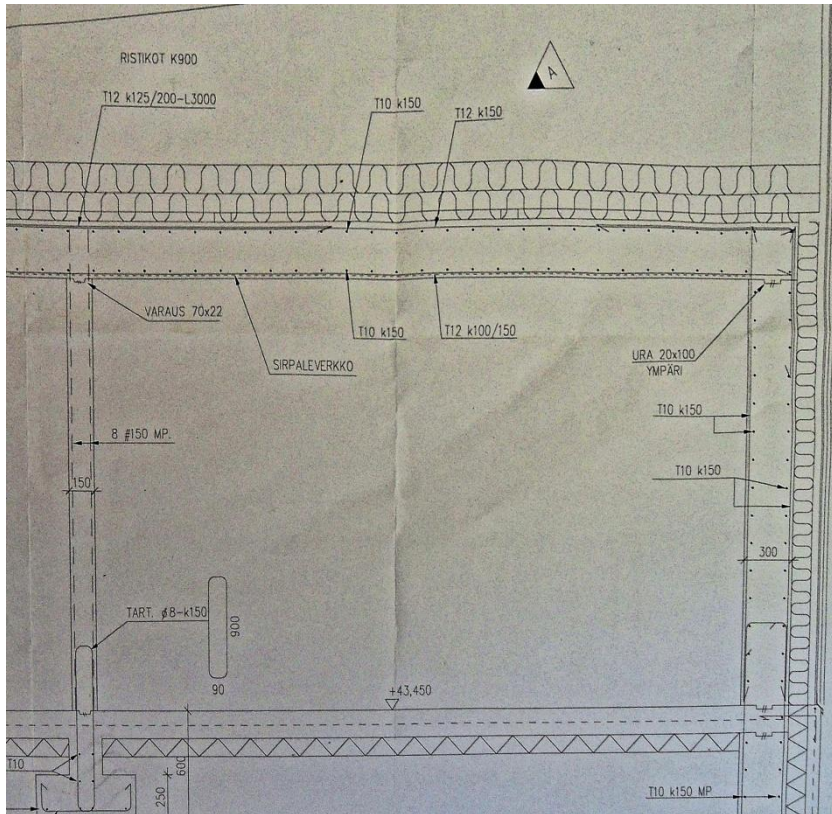 RISTIKOT K900
A
T12 k125/200-L3000
T10 k150
T12 k150
VARAUS 70x22
T10 k150
T12 k100/150
SIRPALEVERKKO
URA 20x100
YMPÄRI
T10 k150
8 #150 MP.
T10 k150
150
300
TART. ø8-k150
900
90
+43,450
T10
600
250
T10 k150 MP